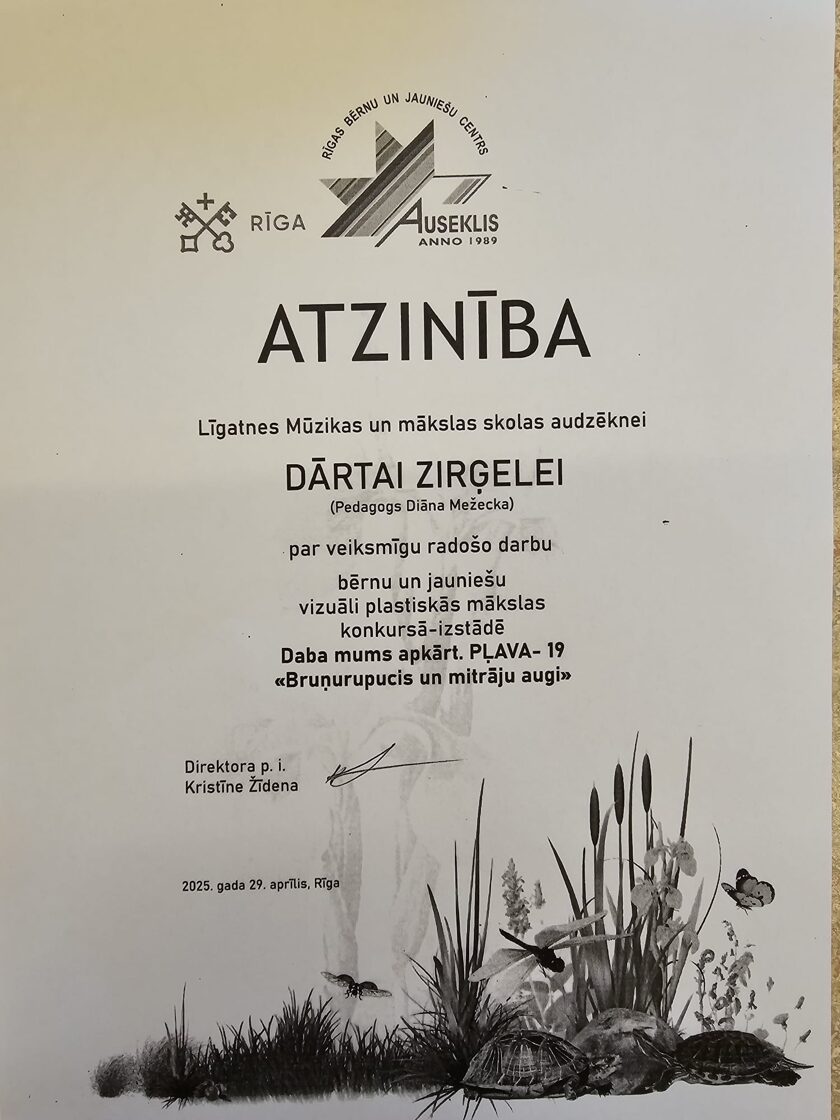 RĪGAS BĒRNU UN JAUNIEŠU CENTRS
RĪGA
AUSEKLIS
ANNO 1989
ATZINĪBA
Līgatnes Mūzikas un mākslas skolas audzēknei
DĀRTAI ZIRĢELEI
(Pedagogs Diāna Mežecka)
par veiksmīgu radošo darbu
bērnu un jauniešu
vizuāli plastiskās mākslas
konkursā-izstādē
Daba mums apkārt. PĻAVA- 19
«Bruņurupucis un mitrāju augi»
Direktora p. i.
Kristīne Žīdena
2025. gada 29. aprīlis, Rīga